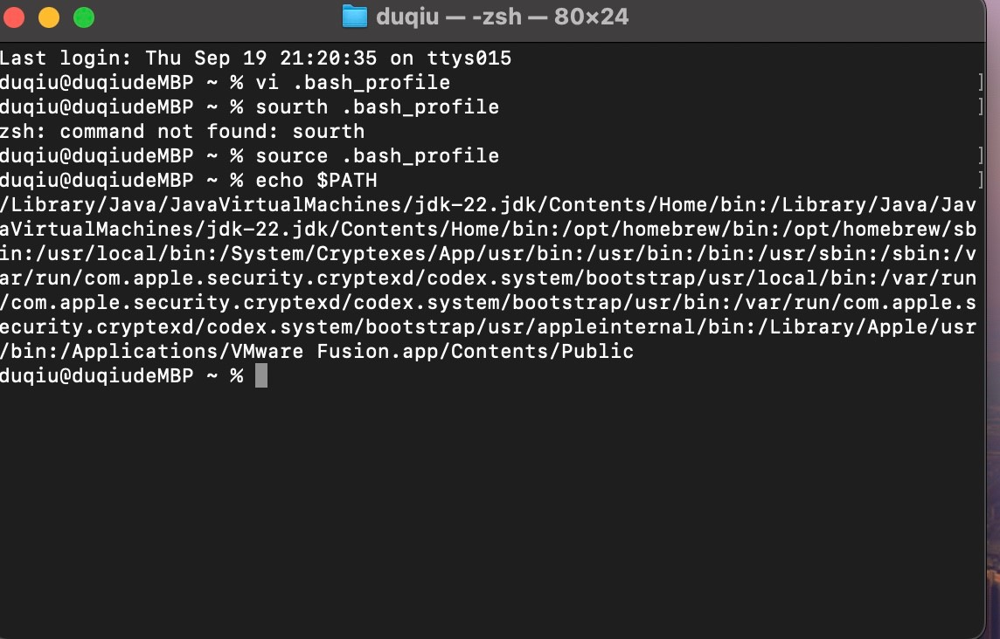 duqiu — -zsh — 80×24
Last login: Thu Sep 19 21:20:35 on ttys015
duqiu@duqiudeMBP ~ % vi .bash_profile ]
duqiu@duqiudeMBP ~ % sourth .bash_profile ]
zsh: command not found: sourth
duqiu@duqiudeMBP ~ % source .bash_profile ]
duqiu@duqiudeMBP ~ % echo $PATH ]
/Library/Java/JavaVirtualMachines/jdk-22.jdk/Contents/Home/bin:/Library/Java/Jav
aVirtualMachines/jdk-22.jdk/Contents/Home/bin:/opt/homebrew/bin:/opt/homebrew/sb
in:/usr/local/bin:/System/Cryptexes/App/usr/bin:/usr/bin:/bin:/usr/sbin:/sbin:/v
ar/run/com.apple.security.cryptexd/codex.system/bootstrap/usr/local/bin:/var/run
/com.apple.security.cryptexd/codex.system/bootstrap/usr/bin:/var/run/com.apple.s
ecurity.cryptexd/codex.system/bootstrap/usr/appleinternal/bin:/Library/Apple/usr
/bin:/Applications/VMware Fusion.app/Contents/Public
duqiu@duqiudeMBP ~ %